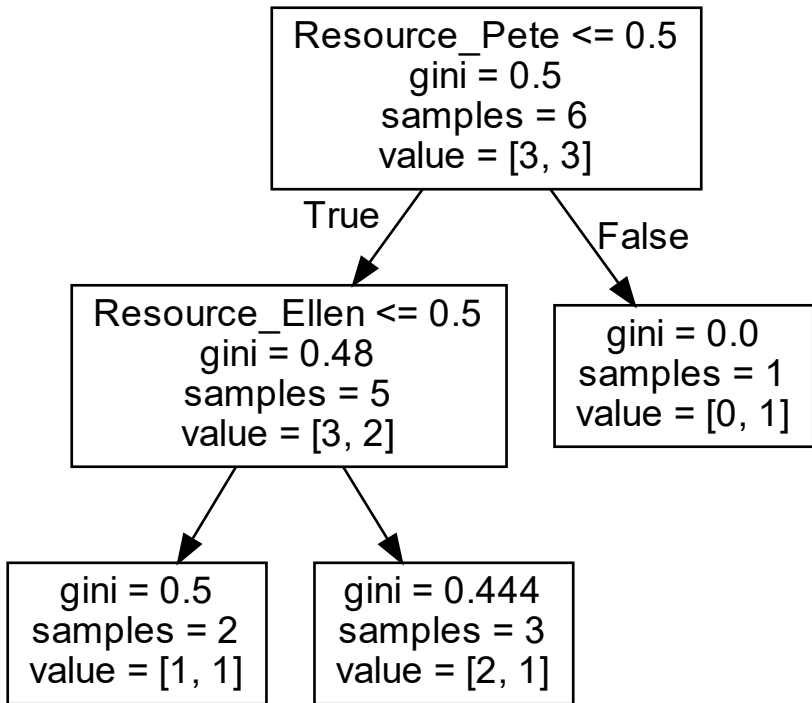 Resource_Pete <= 0.5
gini = 0.5
samples = 6
value = [3, 3]
True
False
Resource_Ellen <= 0.5
gini = 0.48
samples = 5
value = [3, 2]
gini = 0.0
samples = 1
value = [0, 1]
gini = 0.5
samples = 2
value = [1, 1]
gini = 0.444
samples = 3
value = [2, 1]